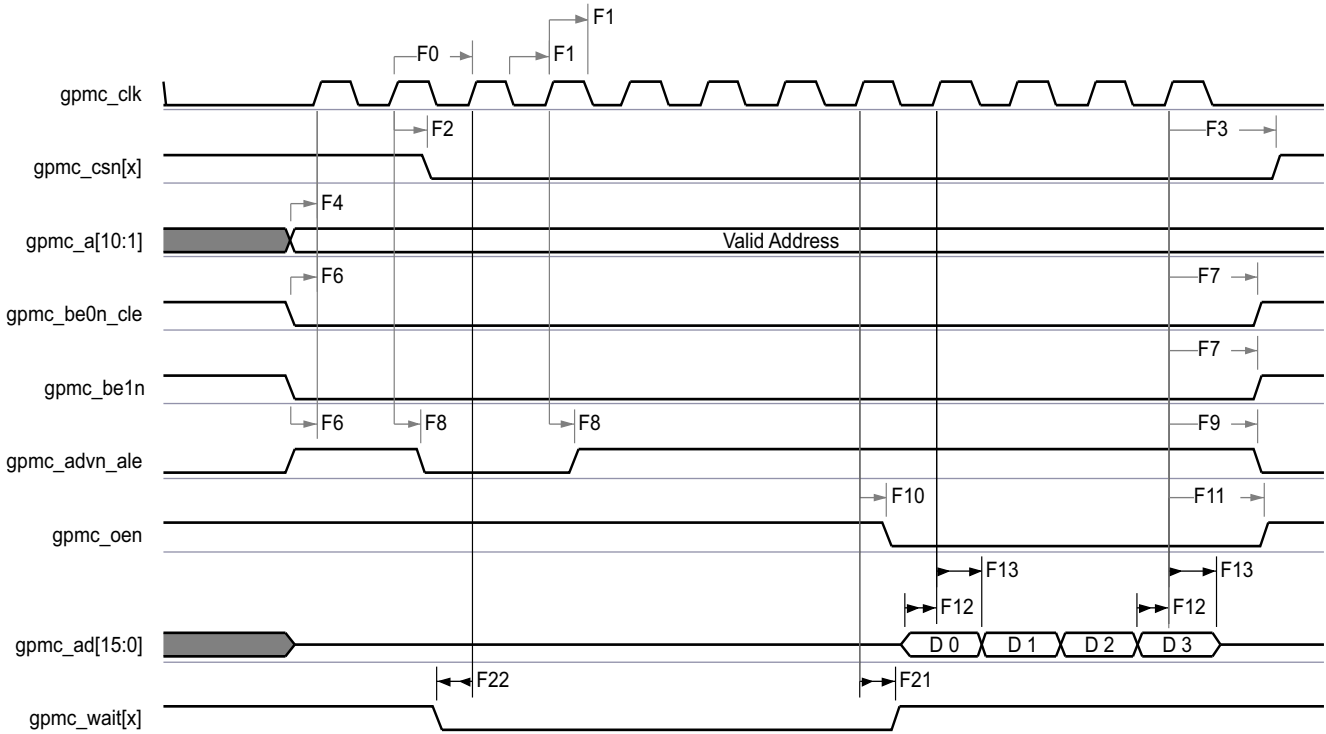 F1
F0 F1
gpmc_clk
F2 F3
gpmc_csn[x]
F4
gpmc_a[10:1] Valid Address
F6 F7
gpmc_be0n_cle
F7
gpmc_be1n
F6 F8 F8 F9
gpmc_advn_ale
F10 F11
gpmc_oen
F13 F13
F12 F12
gpmc_ad[15:0] D 0 D 1 D 2 D 3
F22 F21
gpmc_wait[x]